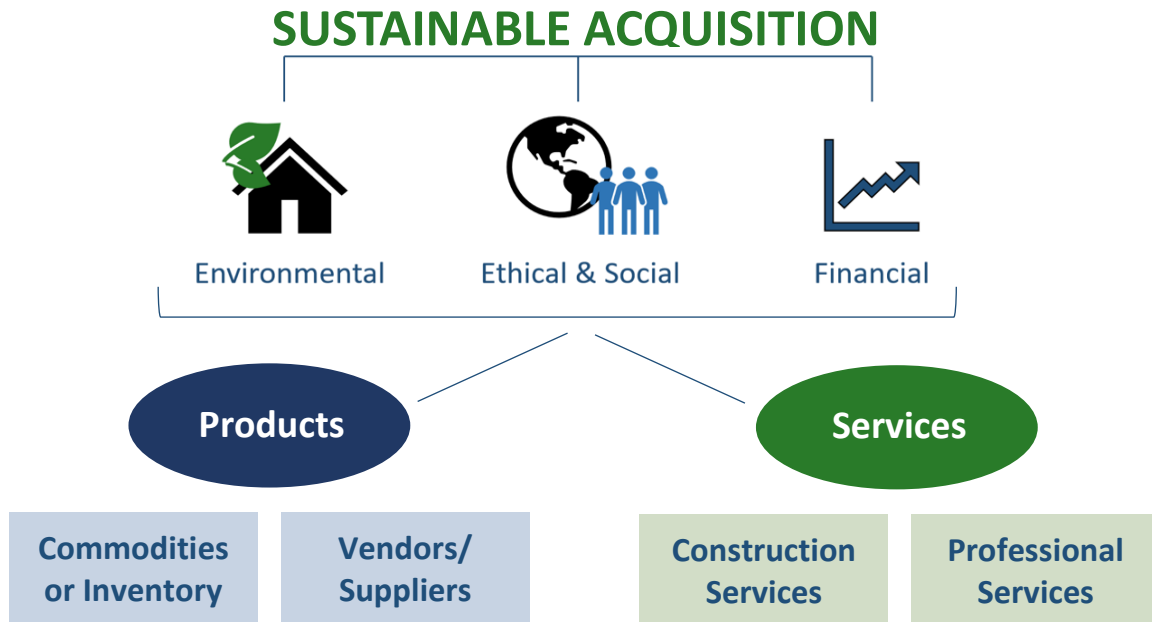 SUSTAINABLE ACQUISITION
Environmental
Ethical & Social
Financial
Products
Services
Commodities
or Inventory
Vendors/
Suppliers
Construction
Services
Professional
Services